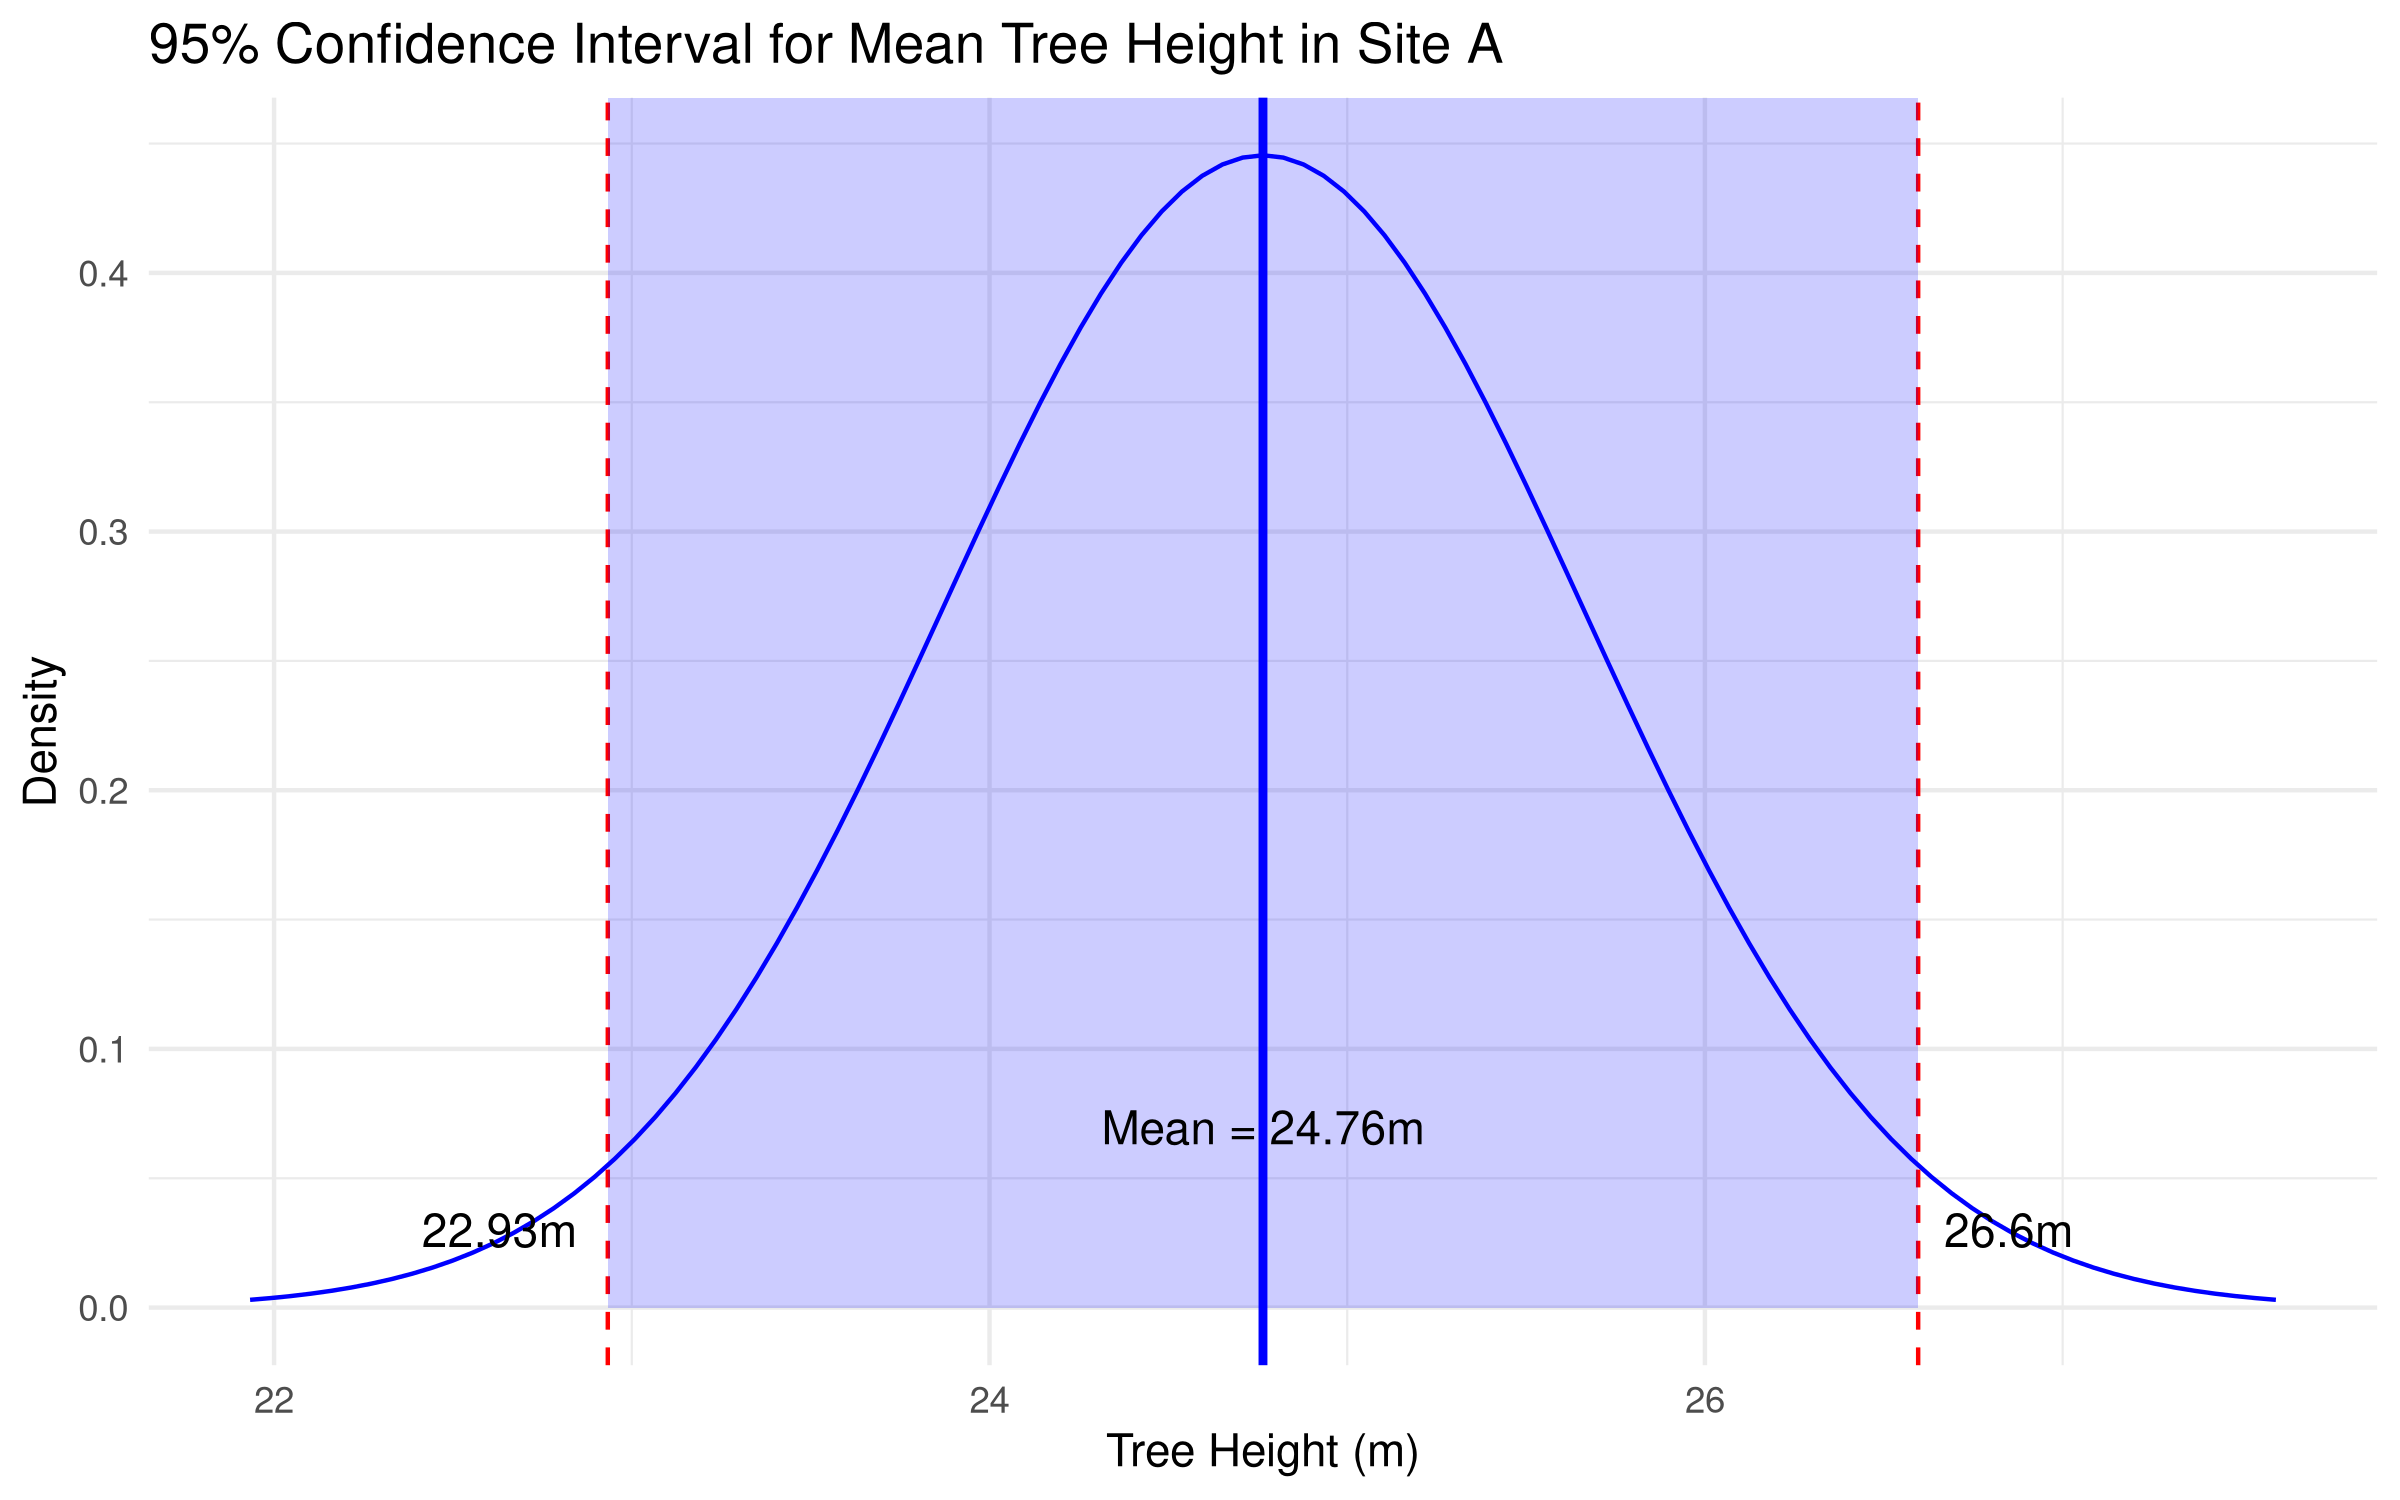 95% Confidence Interval for Mean Tree Height in Site A
Density
0.4
0.3
0.2
0.1
0.0
Mean = 24.76m
22.93m
26.6m
22
24
26
Tree Height (m)